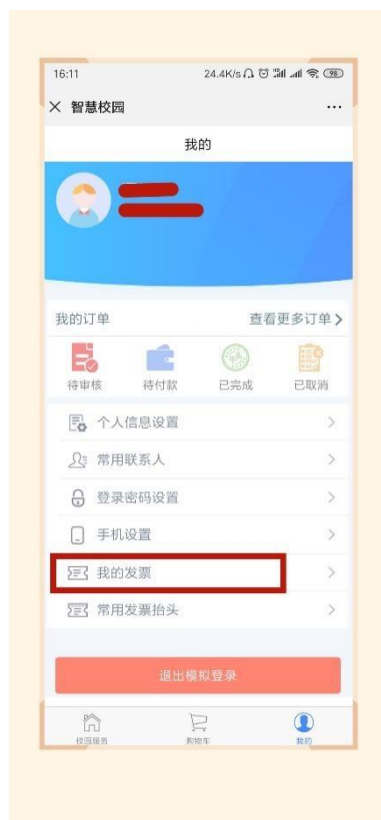 16:11 24.4K/s 98
智慧校园
我的
我的订单 查看更多订单
待审核 待付款 已完成 已取消
个人信息设置
常用联系人
登录密码设置
手机设置
我的发票
常用发票抬头
退出模拟登录
校园服务 购物车 我的